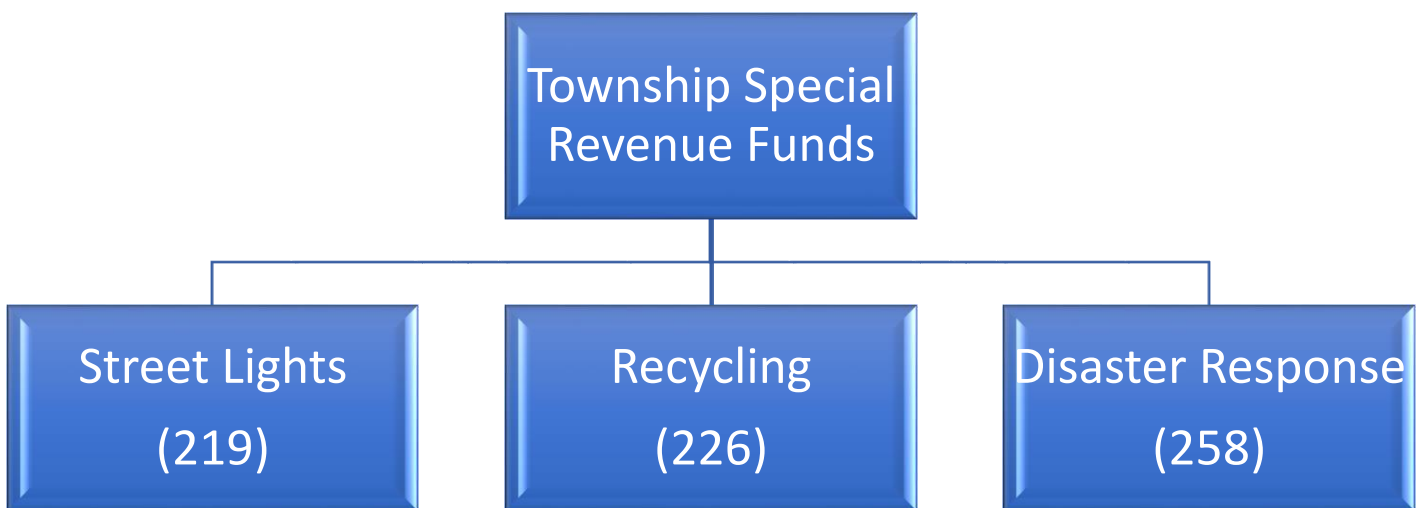 Township Special
Revenue Funds
Street Lights
(219)
Recycling
(226)
Disaster Response
(258)